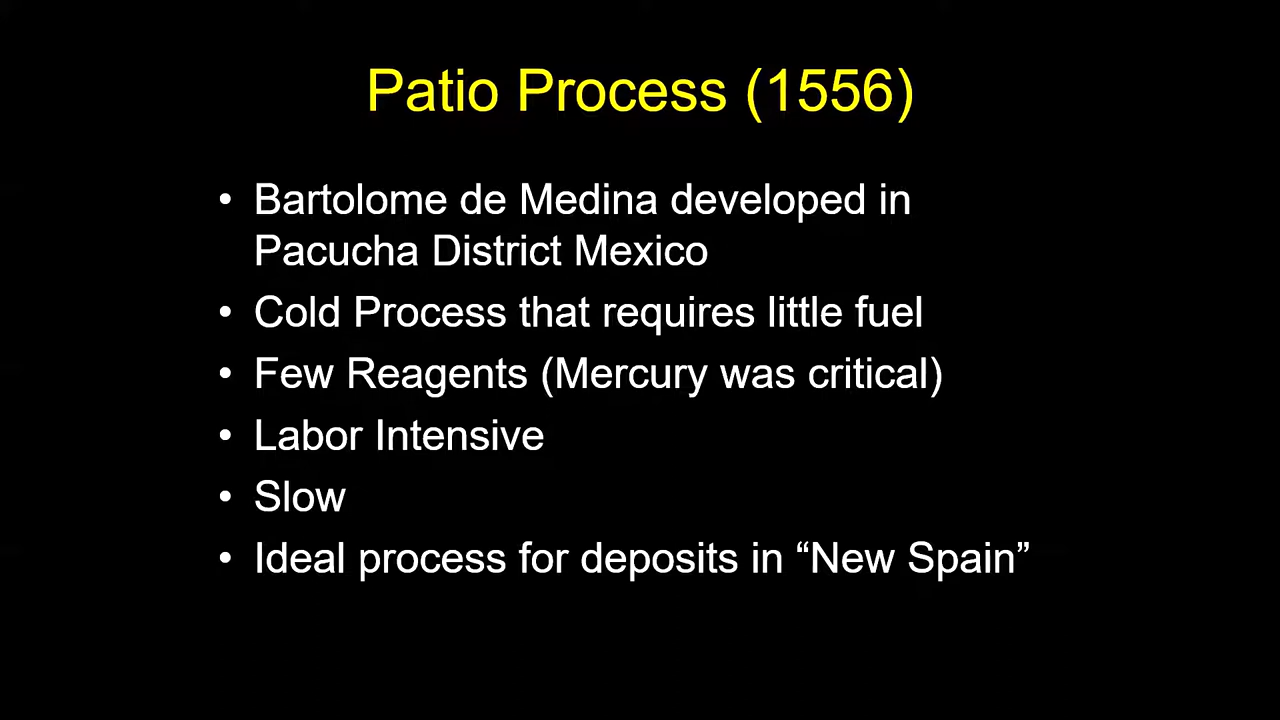 Patio Process (1556)
• Bartolome de Medina developed in
Pacucha District Mexico
• Cold Process that requires little fuel
• Few Reagents (Mercury was critical)
• Labor Intensive
• Slow
• Ideal process for deposits in “New Spain”